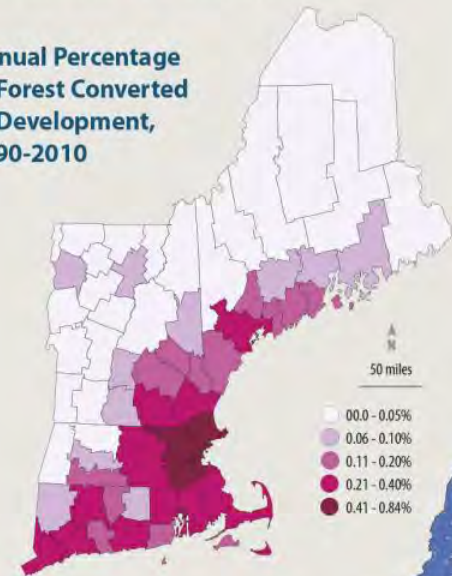 nual Percentage
Forest Converted
Development,
90-2010
N
50 miles
00.0 - 0.05%
0.06 - 0.10%
0.11 - 0.20%
0.21 - 0.40%
0.41 - 0.84%